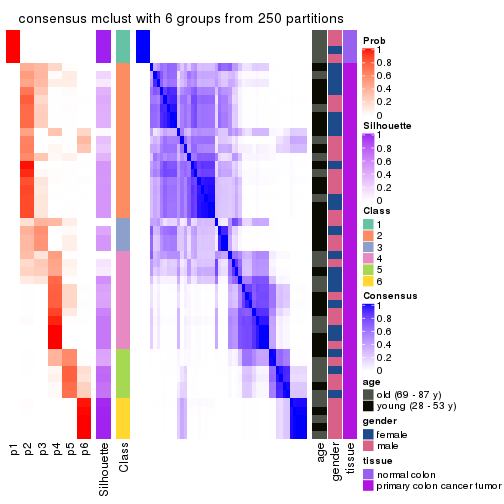 consensus mclust with 6 groups from 250 partitions
Prob
1
0.8
0.6
0.4
0.2
0
Silhouette
1
0.8
0.6
0.4
0.2
0
Class
1
2
3
4
5
6
Consensus
1
0.8
0.6
0.4
0.2
0
age
old (69 - 87 y)
young (28 - 53 y)
gender
female
male
tissue
normal colon
primary colon cancer tumor
p1
p2
p3
p4
p5
p6
Silhouette
Class
age
gender
tissue